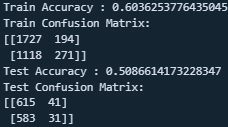 Train Accuracy : 0.6036253776435045
Train Confusion Matrix:
[[1727  194]
 [1118  271]]
Test Accuracy : 0.5086614173228347
Test Confusion Matrix:
[[615  41]
 [583  31]]